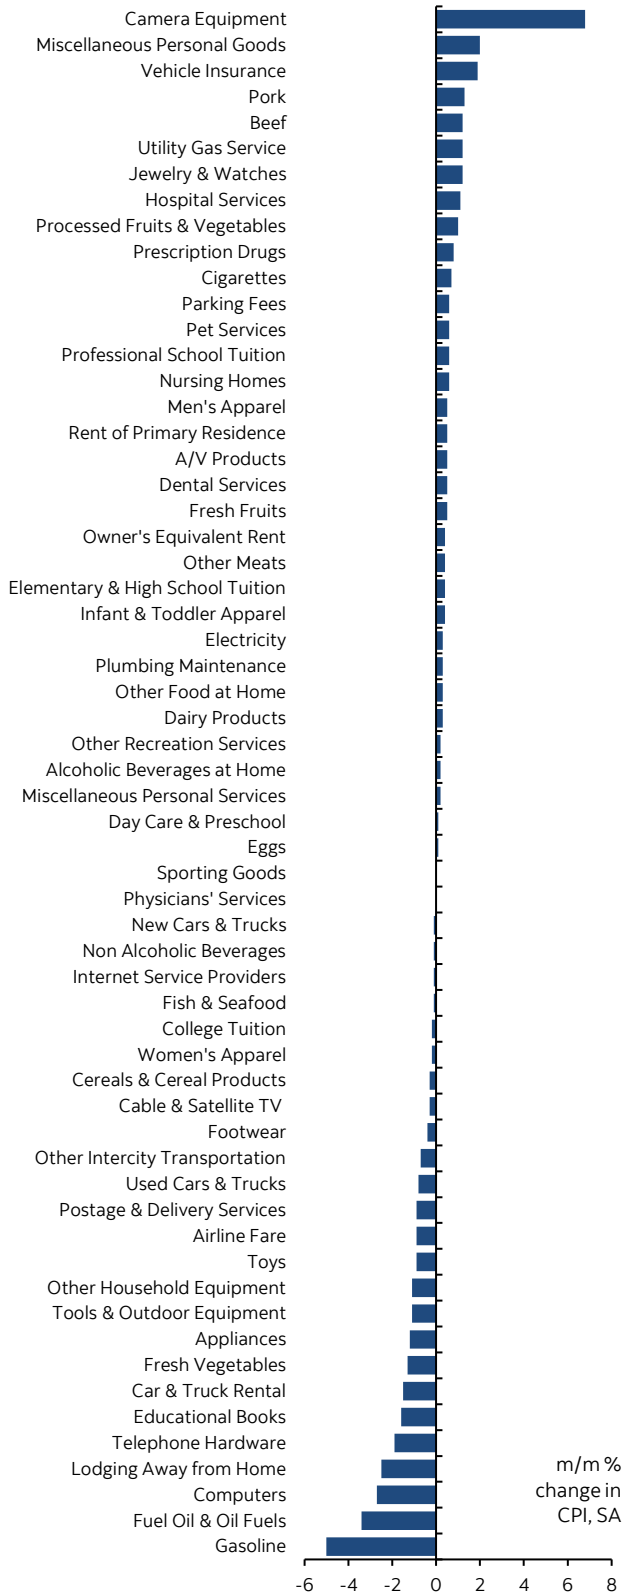 Camera Equipment
Miscellaneous Personal Goods
Vehicle Insurance
Pork
Beef
Utility Gas Service
Jewelry & Watches
Hospital Services
Processed Fruits & Vegetables
Prescription Drugs
Cigarettes
Parking Fees
Pet Services
Professional School Tuition
Nursing Homes
Men's Apparel
Rent of Primary Residence
A/V Products
Dental Services
Fresh Fruits
Owner's Equivalent Rent
Other Meats
Elementary & High School Tuition
Infant & Toddler Apparel
Electricity
Plumbing Maintenance
Other Food at Home
Dairy Products
Other Recreation Services
Alcoholic Beverages at Home
Miscellaneous Personal Services
Day Care & Preschool
Eggs
Sporting Goods
Physicians' Services
New Cars & Trucks
Non Alcoholic Beverages
Internet Service Providers
Fish & Seafood
College Tuition
Women's Apparel
Cereals & Cereal Products
Cable & Satellite TV
Footwear
Other Intercity Transportation
Used Cars & Trucks
Postage & Delivery Services
Airline Fare
Toys
Other Household Equipment
Tools & Outdoor Equipment
Appliances
Fresh Vegetables
Car & Truck Rental
Educational Books
Telephone Hardware
Lodging Away from Home
Computers
Fuel Oil & Oil Fuels
Gasoline
m/m %
change in
CPI, SA
-6 -4 -2 0 2 4 6 8